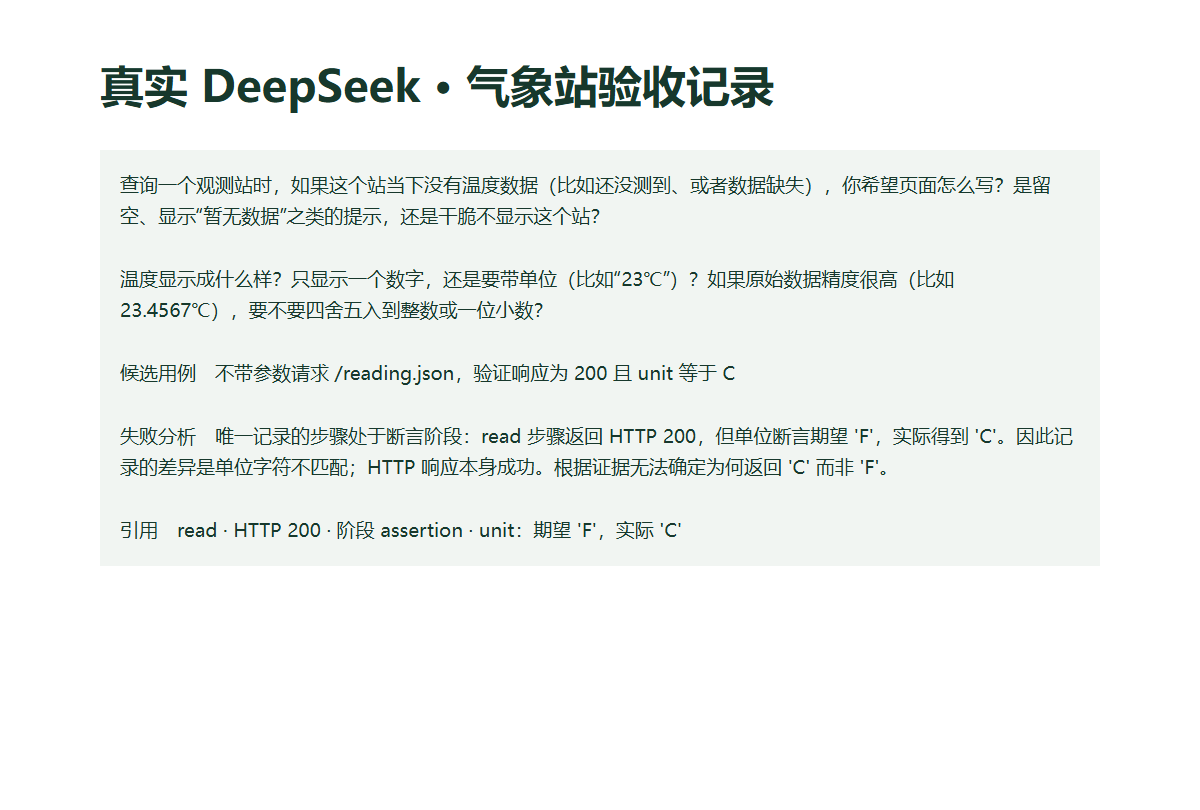 真实 DeepSeek · 气象站验收记录
查询一个观测站时，如果这个站当下没有温度数据（比如还没测到、或者数据缺失），你希望页面怎么写？是留
空、显示“暂无数据”之类的提示，还是干脆不显示这个站？
温度显示成什么样？只显示一个数字，还是要带单位（比如“23℃”）？如果原始数据精度很高（比如
23.4567℃），要不要四舍五入到整数或一位小数？
候选用例　不带参数请求 /reading.json，验证响应为 200 且 unit 等于 C
失败分析　唯一记录的步骤处于断言阶段：read 步骤返回 HTTP 200，但单位断言期望 'F'，实际得到 'C'。因此记
录的差异是单位字符不匹配；HTTP 响应本身成功。根据证据无法确定为何返回 'C' 而非 'F'。
引用　read · HTTP 200 · 阶段 assertion · unit：期望 'F'，实际 'C'